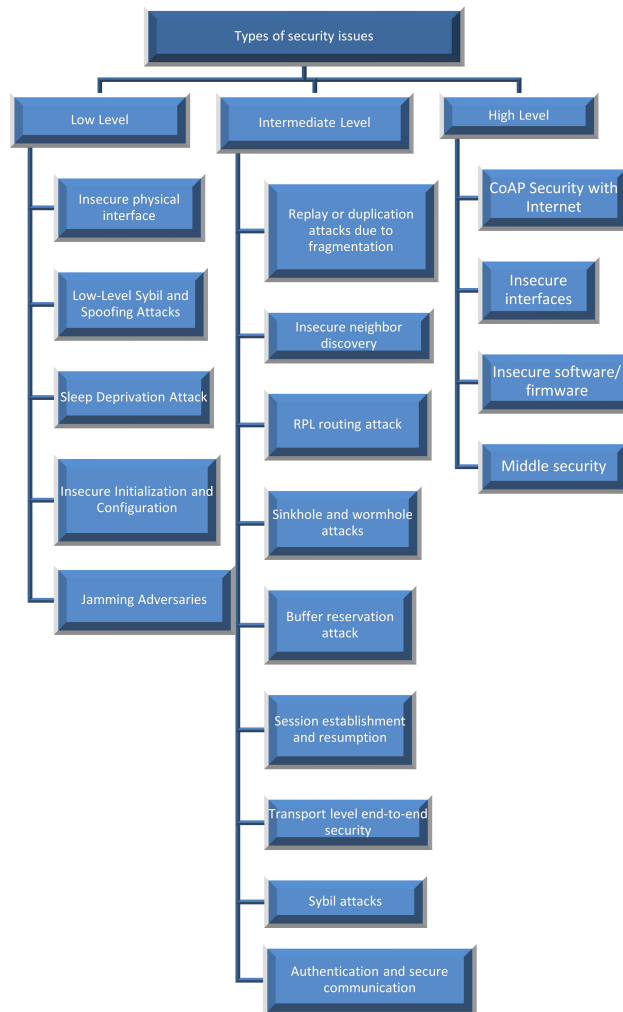 Types of security issues
Low Level
Insecure physical
interface
Low-Level Sybil and
Spoofing Attacks
Sleep Deprivation Attack
Insecure Initialization and
Configuration
Jamming Adversaries
Intermediate Level
Replay or duplication
attacks due to
fragmentation
Insecure neighbor
discovery
RPL routing attack
Sinkhole and wormhole
attacks
Buffer reservation
attack
Session establishment
and resumption
Transport level end-to-end
security
Sybil attacks
Authentication and secure
communication
High Level
CoAP Security with
Internet
Insecure
interfaces
Insecure software/
firmware
Middle security